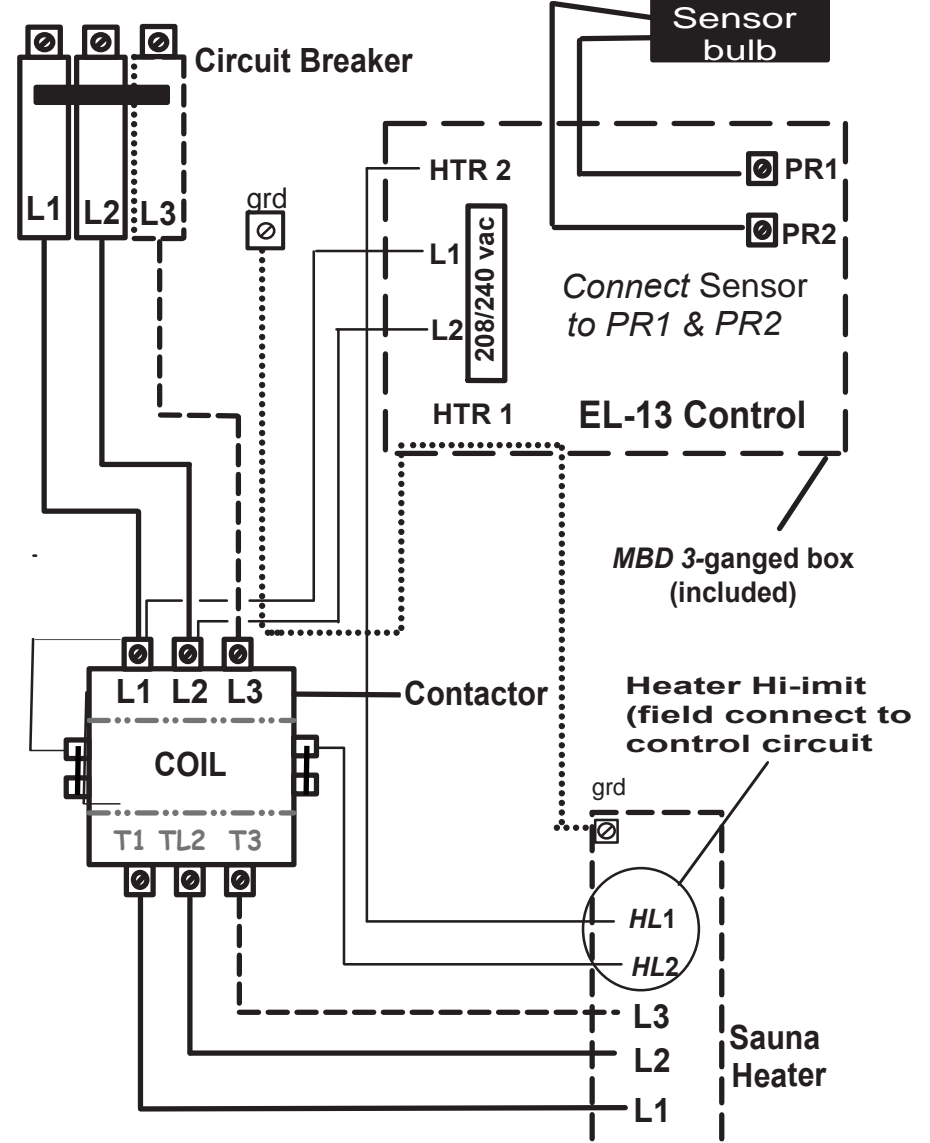 Sensor
bulb
Circuit Breaker
L1 L2 L3
grd
HTR 2
PR1
PR2
L1
L2
208/240 vac
Connect Sensor
to PR1 & PR2
HTR 1
EL-13 Control
MBD 3-ganged box
(included)
L1 L2 L3
Contactor
COIL
T1 TL2 T3
Heater Hi-imit
(field connect to
control circuit
grd
HL1
HL2
L3
L2
L1
Sauna
Heater